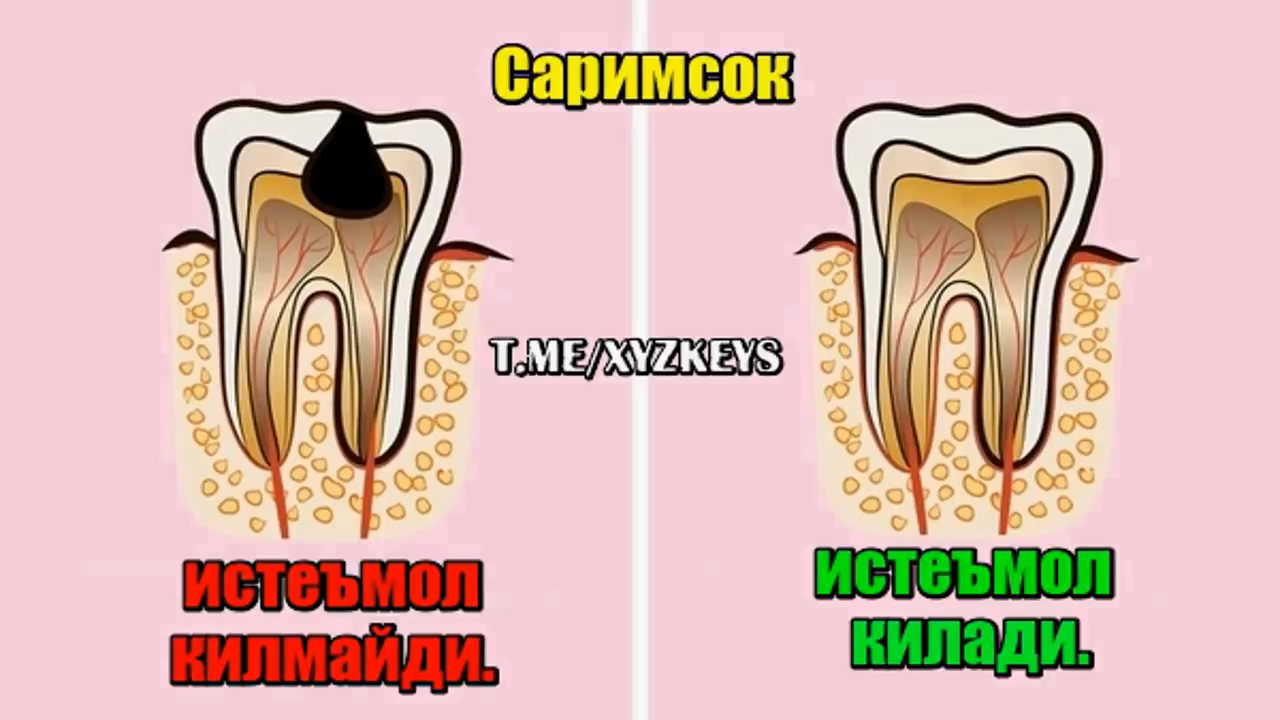 Саримсок
T.ME/XYZKEYS
истеъмол
килмайди.
истеъмол
килади.